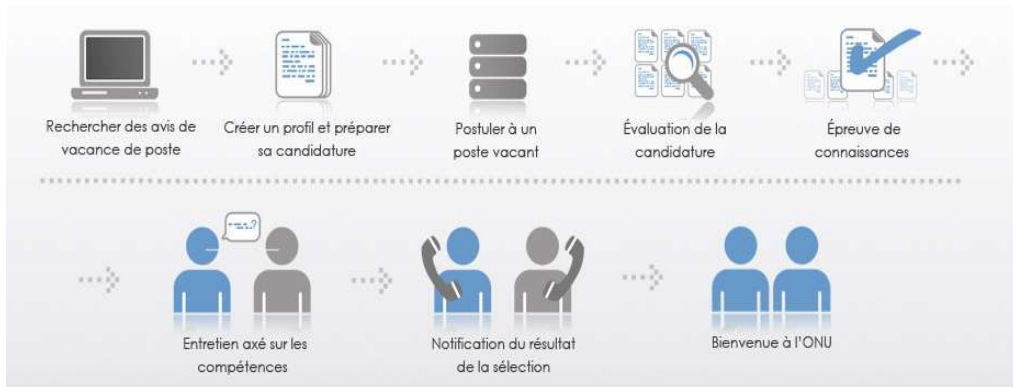 Rechercher des avis de
vacance de poste
Créer un profil et préparer
sa candidature
Postuler à un
poste vacant
Évaluation de la
candidature
Épreuve de
connaissances
Entretien axé sur les
compétences
Notification du résultat
de la sélection
Bienvenue à l'ONU